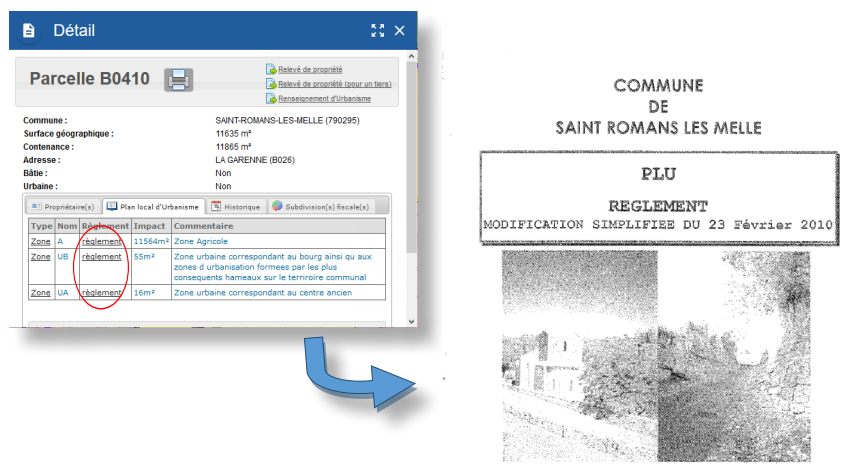 Détail
Parcelle B0410
Relevé de propriété
Relevé de propriété (pour un tiers)
Renseignement d'Urbanisme
Commune : SAINT-ROMANS-LES-MELLE (790295)
Surface géographique : 11635 m²
Contenance : 11865 m²
Adresse : LA GARENNE (B026)
Bâtie : Non
Urbaine : Non
Propriétaire(s) Plan local d'Urbanisme Historique Subdivision(s) fiscale(s)
Type Nom Règlement Impact Commentaire
Zone A règlement 11564m² Zone Agricole
Zone UB règlement 55m² Zone urbaine correspondant au bourg ainsi qu aux
zones d urbanisation formees par les plus
consequents hameaux sur le terriroire communal
Zone UA règlement 16m² Zone urbaine correspondant au centre ancien
COMMUNE
DE
SAINT ROMANS LES MELLE
PLU
REGLEMENT
MODIFICATION SIMPLIFIEE DU 23 Février 2010